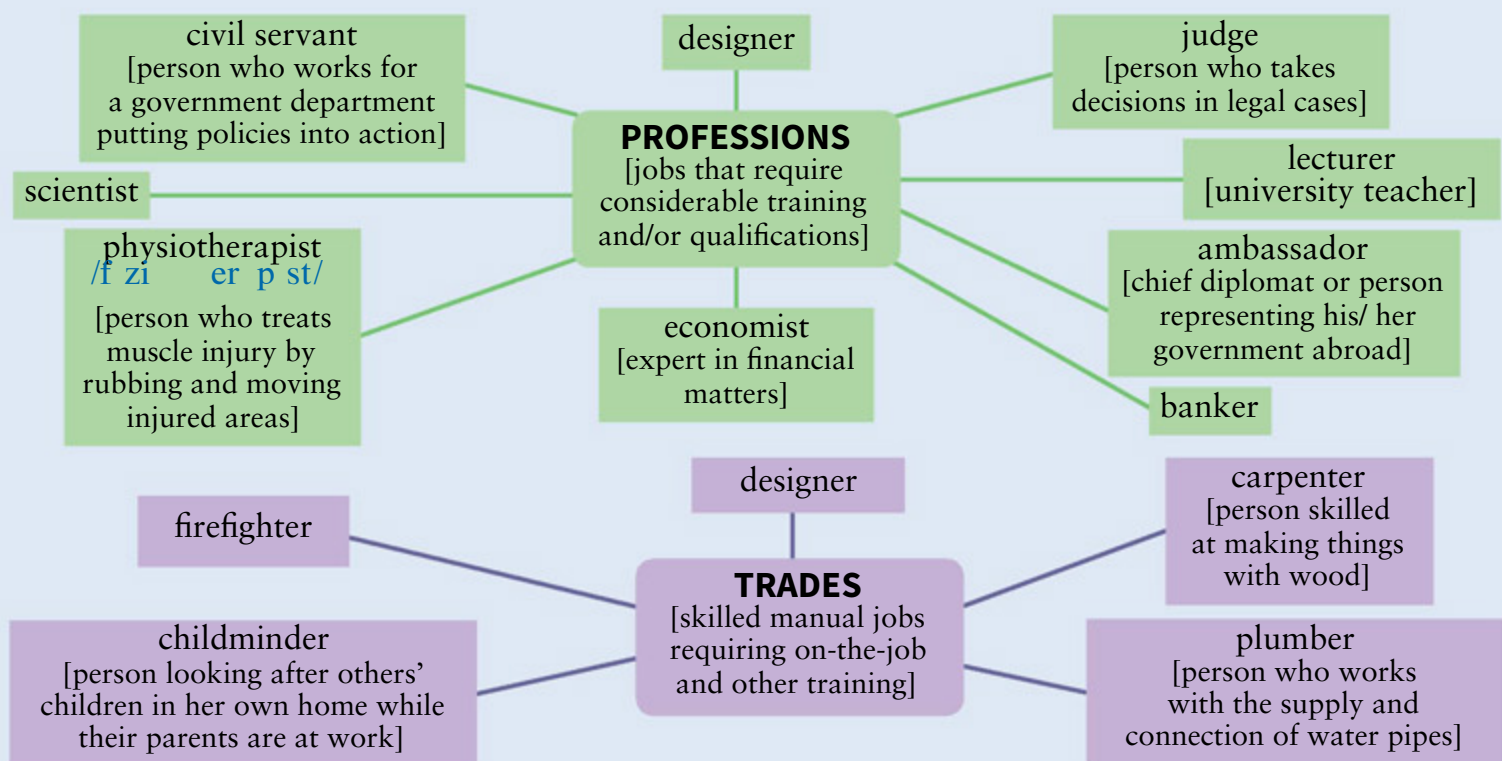 civil servant
[person who works for
a government department
putting policies into action]
designer
judge
[person who takes
decisions in legal cases]
PROFESSIONS
[jobs that require
considerable training
and/or qualifications]
scientist
lecturer
[university teacher]
physiotherapist
/f zi er p st/
[person who treats
muscle injury by
rubbing and moving
injured areas]
economist
[expert in financial
matters]
ambassador
[chief diplomat or person
representing his/ her
government abroad]
banker
designer
firefighter
carpenter
[person skilled
at making things
with wood]
TRADES
[skilled manual jobs
requiring on-the-job
and other training]
childminder
[person looking after others’
children in her own home while
their parents are at work]
plumber
[person who works
with the supply and
connection of water pipes]